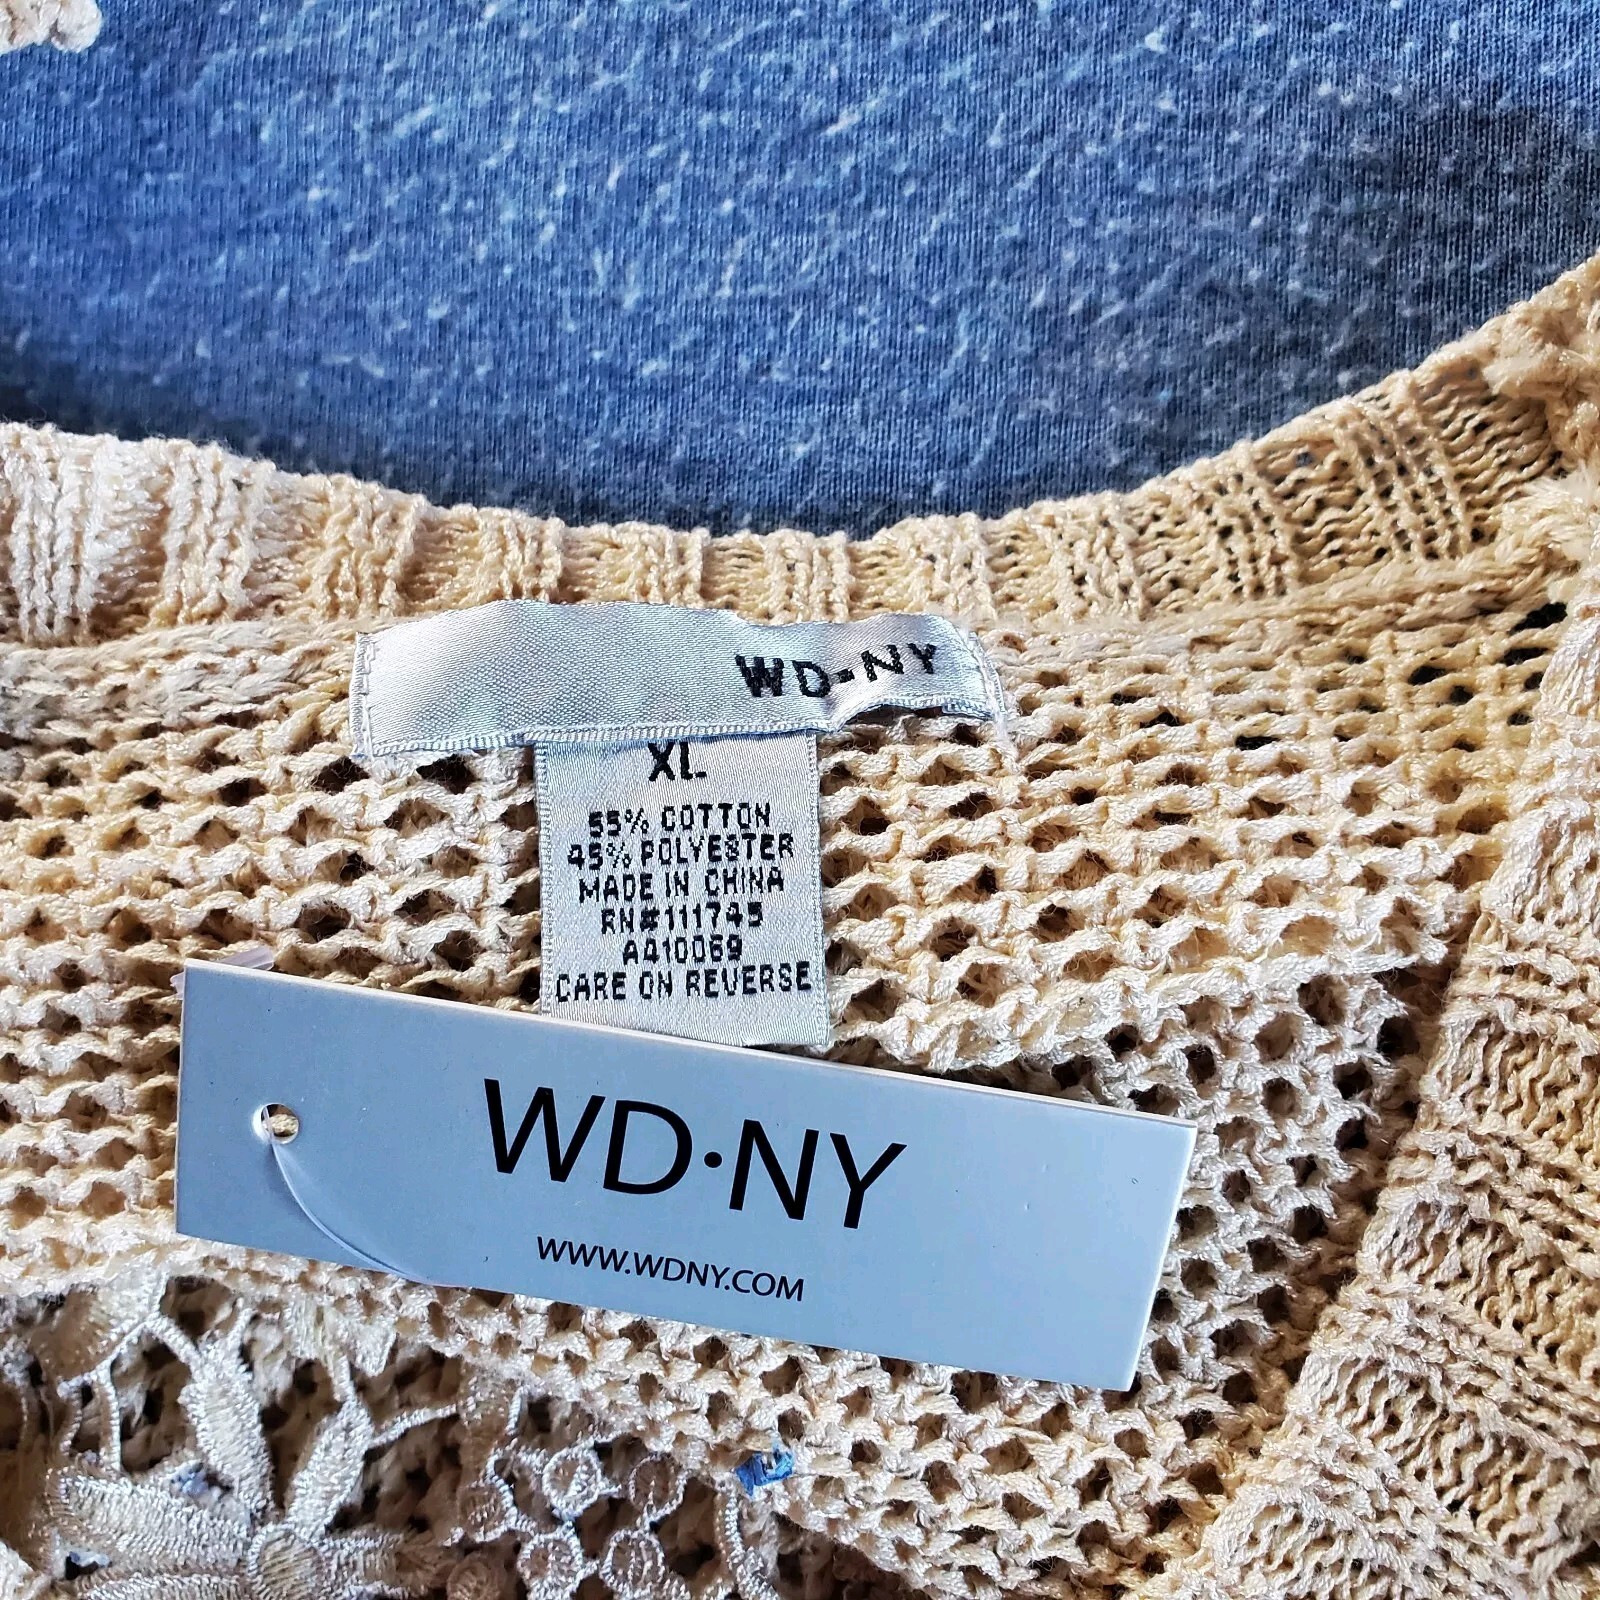 WD·NY
XL
55% COTTON
45% POLYESTER
MADE IN CHINA
RN#111745
A410069
CARE ON REVERSE
WD·NY
WWW.WDNY.COM